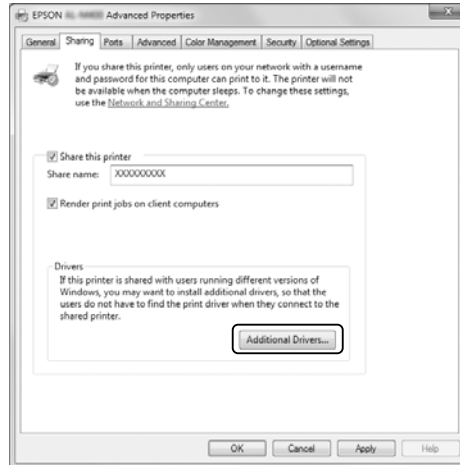 EPSON Advanced Properties
General Sharing Ports Advanced Color Management Security Optional Settings
If you share this printer, only users on your network with a username
and password for this computer can print to it. The printer will not
be available when the computer sleeps. To change these settings,
use the Network and Sharing Center.
Share this printer
Share name: XXXXXXXXX
Render print jobs on client computers
Drivers
If this printer is shared with users running different versions of
Windows, you may want to install additional drivers, so that the
users do not have to find the print driver when they connect to the
shared printer.
Additional Drivers...
OK Cancel Apply Help